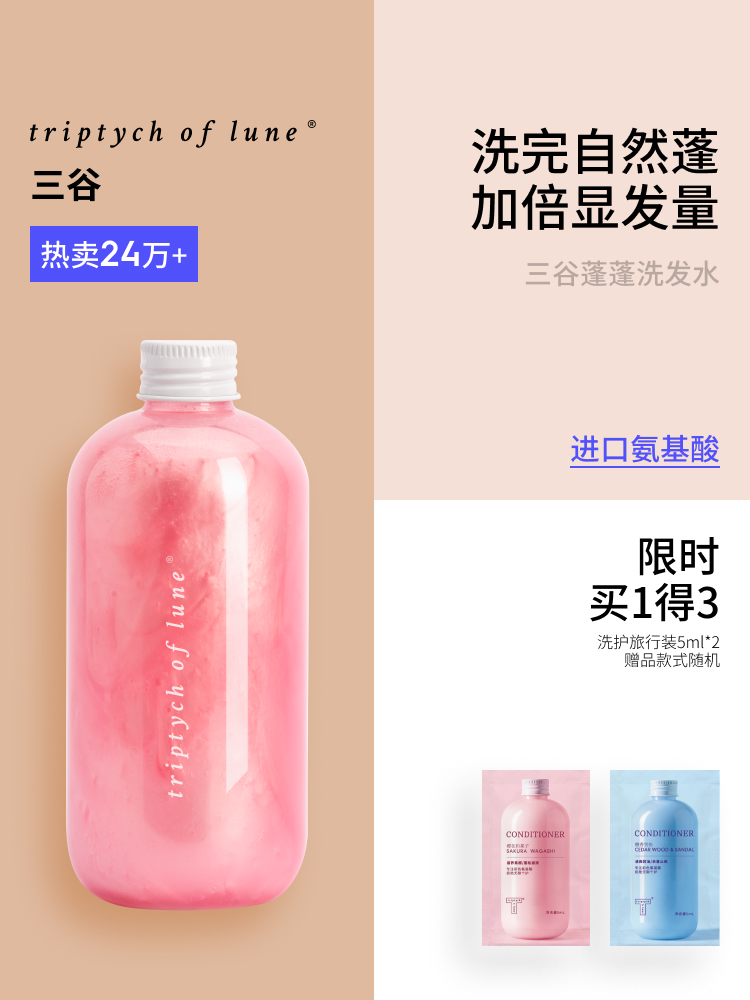 triptych of lune®
三谷
热卖24万+
triptych of lune®
洗完自然蓬
加倍显发量
三谷蓬蓬洗发水
进口氨基酸
限时
买1得3
洗护旅行装5ml*2
赠品款式随机
CONDITIONER
SAKURA WAGASHI
CONDITIONER
CEDAR WOOD & SANDAL